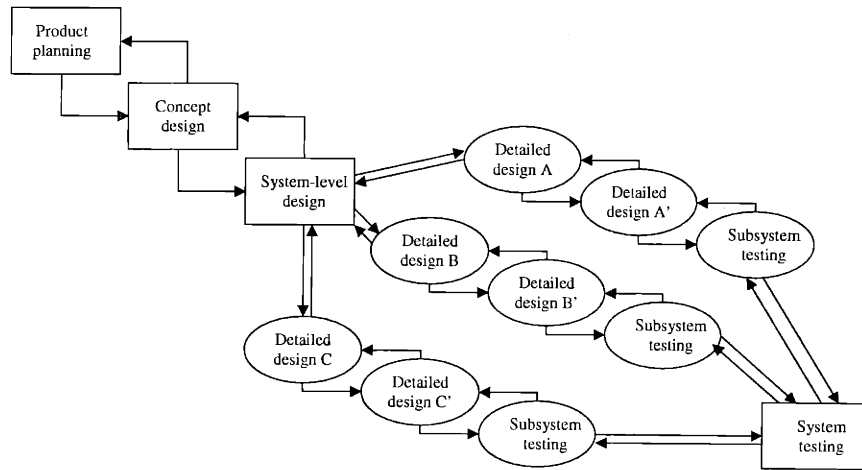 Product
planning
Concept
design
System-level
design
Detailed
design A
Detailed
design A'
Subsystem
testing
Detailed
design B
Detailed
design B'
Subsystem
testing
Detailed
design C
Detailed
design C'
Subsystem
testing
System
testing